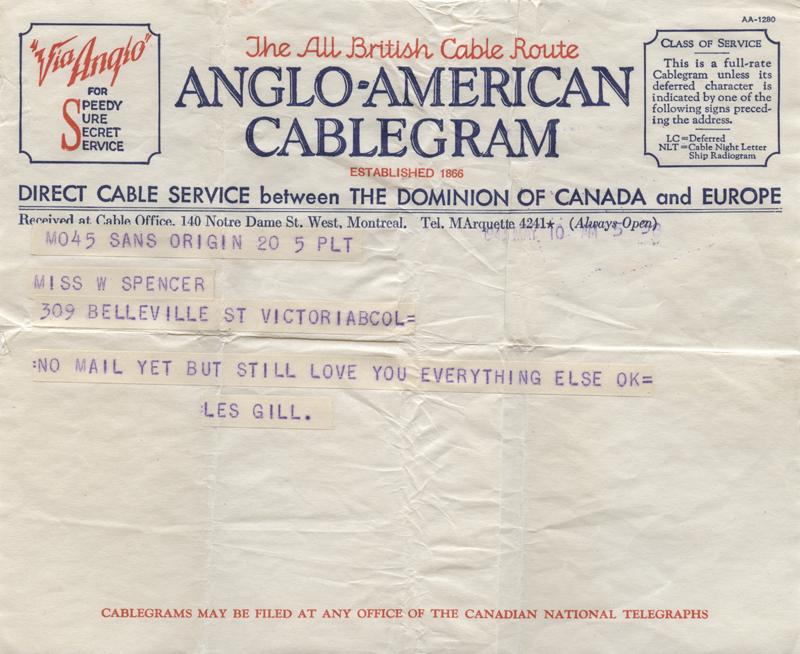 AA-1280
"Via Anglo"
FOR
SPEEDY
SURE
SECRET
SERVICE
The All British Cable Route
ANGLO-AMERICAN
CABLEGRAM
ESTABLISHED 1866
CLASS OF SERVICE
This is a full-rate
Cablegram unless its
deferred character is
indicated by one of the
following signs preced-
ing the address.
LC=Deferred
NLT=Cable Night Letter
Ship Radiogram
DIRECT CABLE SERVICE between THE DOMINION OF CANADA and EUROPE
Received at Cable Office, 140 Notre Dame St. West, Montreal. Tel. MArquette 4241★ (Always Open)
MO45 SANS ORIGIN 20 5 PLT
MISS W SPENCER
309 BELLEVILLE ST VICTORIABCOL=
:NO MAIL YET BUT STILL LOVE YOU EVERYTHING ELSE OK=
:LES GILL.
CABLEGRAMS MAY BE FILED AT ANY OFFICE OF THE CANADIAN NATIONAL TELEGRAPHS